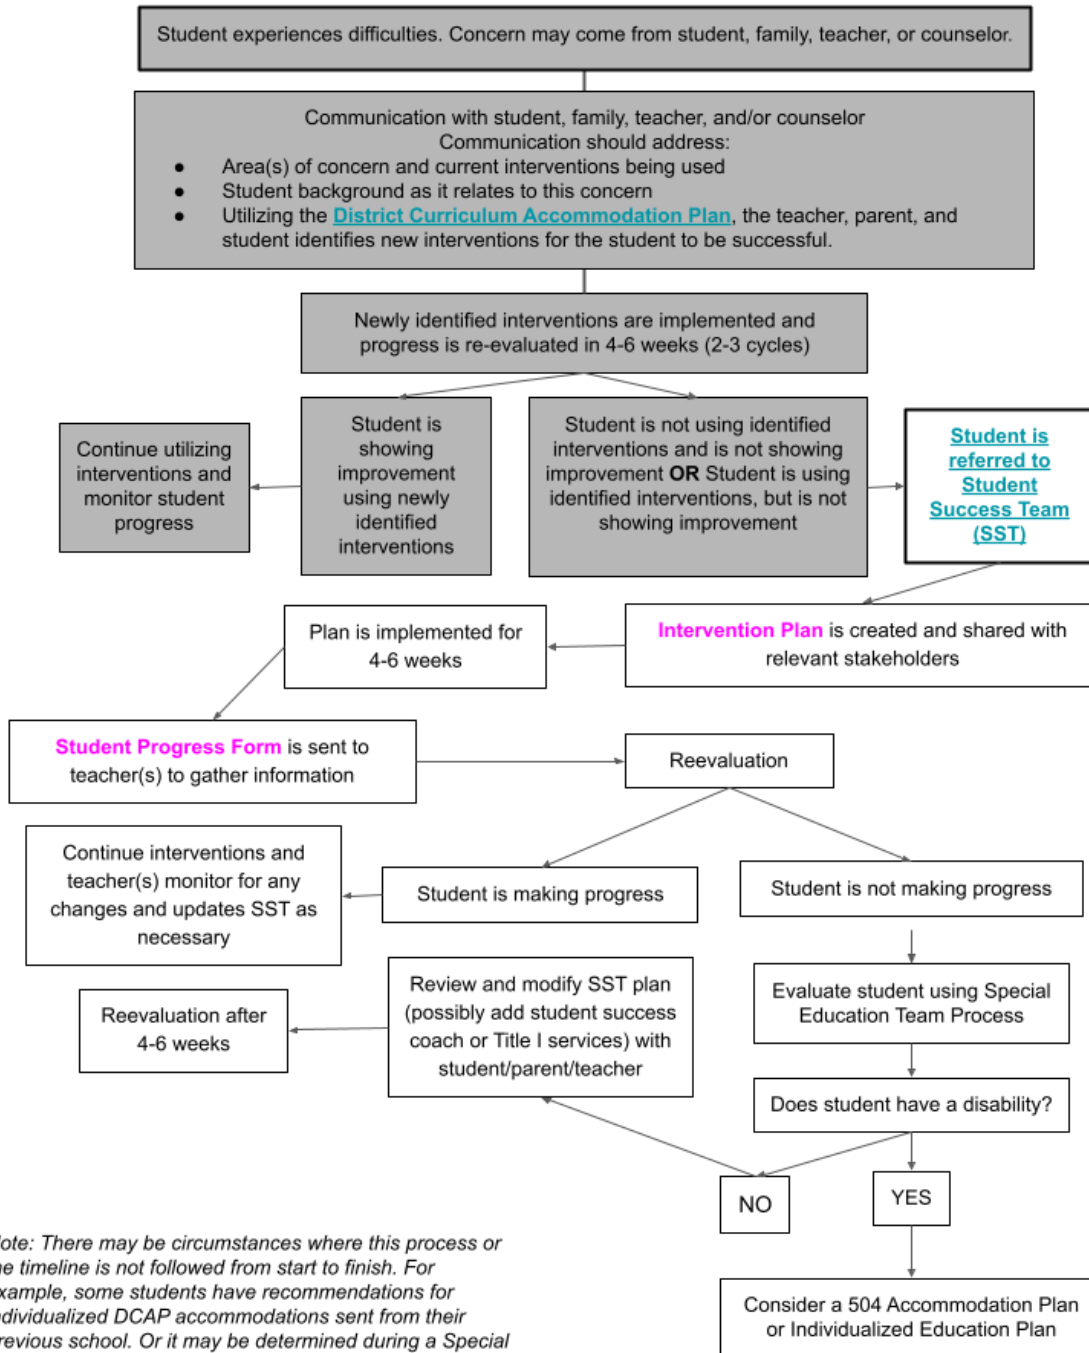 Student experiences difficulties. Concern may come from student, family, teacher, or counselor.
Communication with student, family, teacher, and/or counselor
Communication should address:
● Area(s) of concern and current interventions being used
● Student background as it relates to this concern
● Utilizing the District Curriculum Accommodation Plan, the teacher, parent, and
student identifies new interventions for the student to be successful.
Newly identified interventions are implemented and
progress is re-evaluated in 4-6 weeks (2-3 cycles)
Continue utilizing
interventions and
monitor student
progress
Student is
showing
improvement
using newly
identified
interventions
Student is not using identified
interventions and is not showing
improvement OR Student is using
identified interventions, but is not
showing improvement
Student is
referred to
Student
Success Team
(SST)
Plan is implemented for
4-6 weeks
Intervention Plan is created and shared with
relevant stakeholders
Student Progress Form is sent to
teacher(s) to gather information
Reevaluation
Continue interventions and
teacher(s) monitor for any
changes and updates SST as
necessary
Student is making progress
Student is not making progress
Reevaluation after
4-6 weeks
Review and modify SST plan
(possibly add student success
coach or Title I services) with
student/parent/teacher
Evaluate student using Special
Education Team Process
Does student have a disability?
NO
YES
Consider a 504 Accommodation Plan
or Individualized Education Plan
ote: There may be circumstances where this process or
e timeline is not followed from start to finish. For
xample, some students have recommendations for
dividualized DCAP accommodations sent from their
revious school. Or it may be determined during a Special